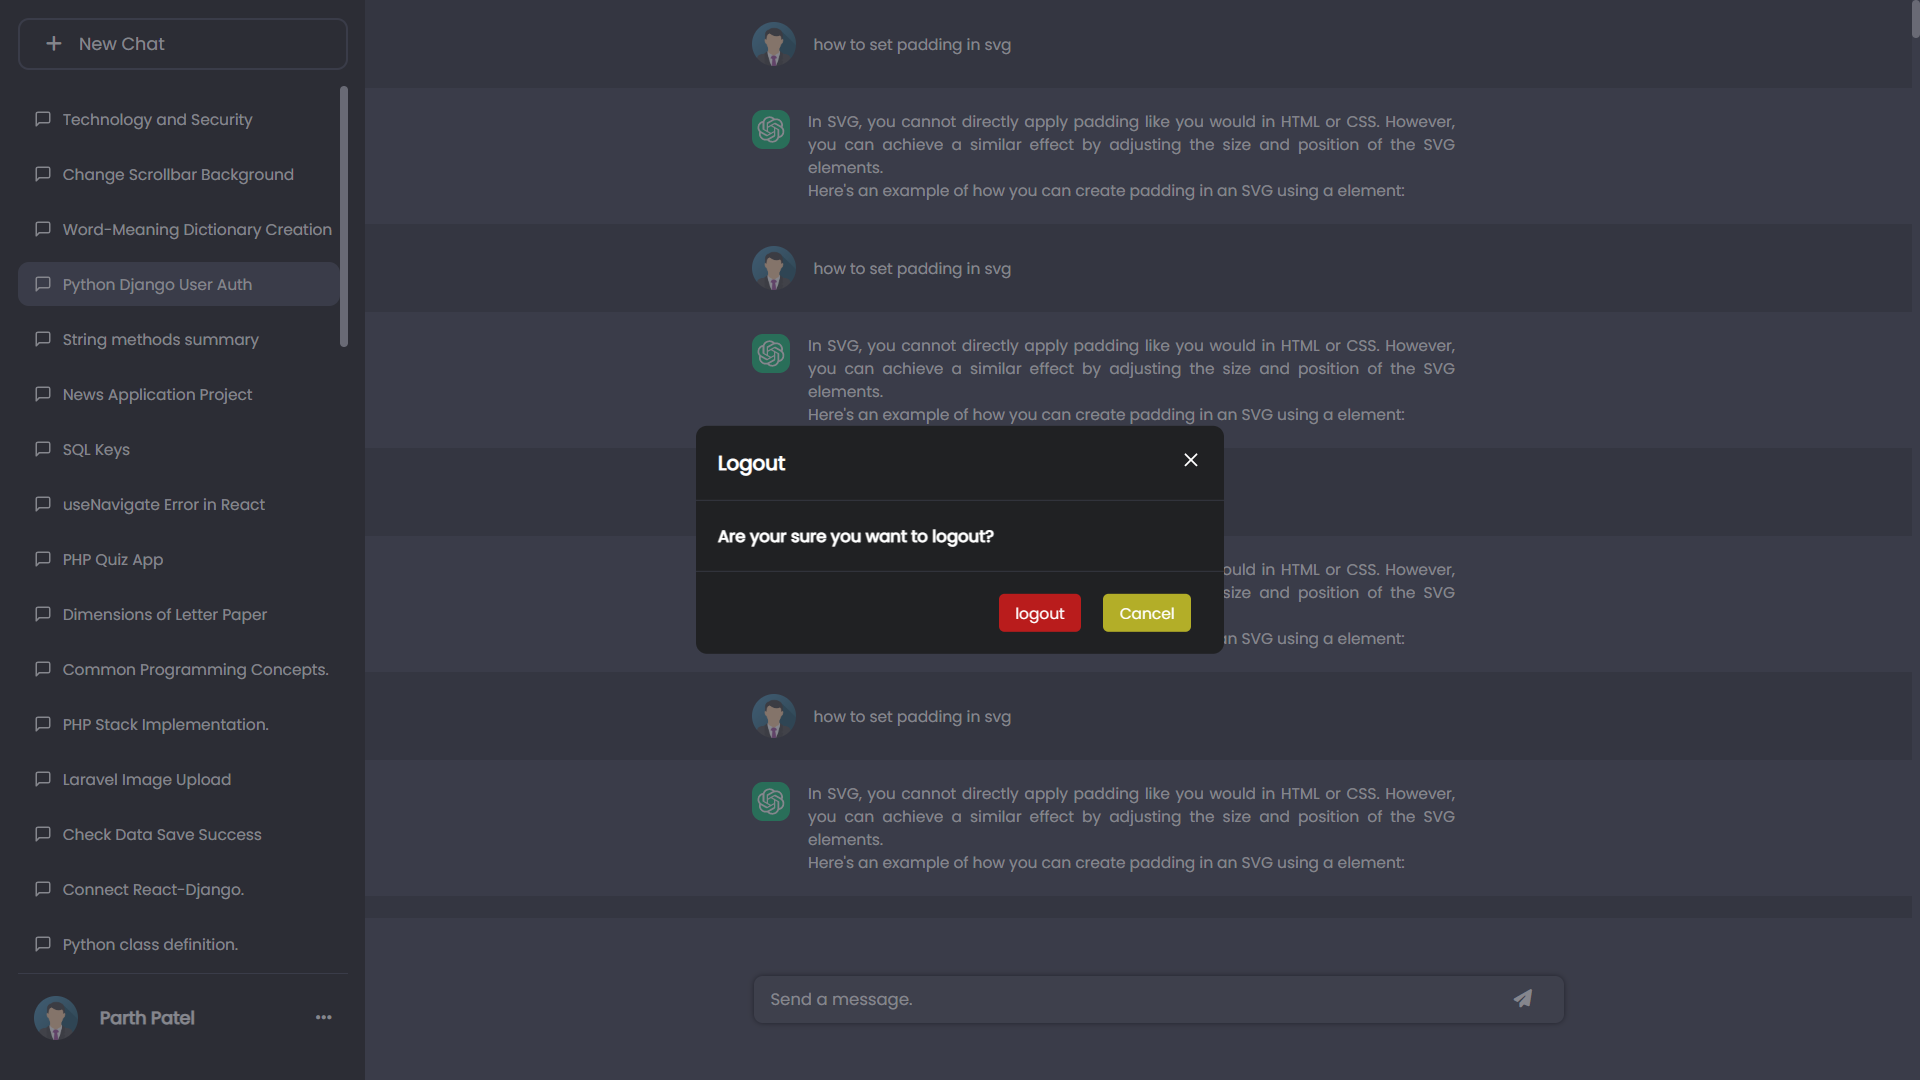 New Chat
Technology and Security
Change Scrollbar Background
Word-Meaning Dictionary Creation
Python Django User Auth
String methods summary
News Application Project
SQL Keys
useNavigate Error in React
PHP Quiz App
Dimensions of Letter Paper
Common Programming Concepts.
PHP Stack Implementation.
Laravel Image Upload
Check Data Save Success
Connect React-Django.
Python class definition.
Parth Patel
how to set padding in svg
In SVG, you cannot directly apply padding like you would in HTML or CSS. However,
you can achieve a similar effect by adjusting the size and position of the SVG
elements.
Here's an example of how you can create padding in an SVG using a element:
how to set padding in svg
In SVG, you cannot directly apply padding like you would in HTML or CSS. However,
you can achieve a similar effect by adjusting the size and position of the SVG
elements.
Here's an example of how you can create padding in an SVG using a element:
Logout
Are your sure you want to logout?
logout Cancel
in HTML or CSS. However,
size and position of the SVG
SVG using a element:
how to set padding in svg
In SVG, you cannot directly apply padding like you would in HTML or CSS. However,
you can achieve a similar effect by adjusting the size and position of the SVG
elements.
Here's an example of how you can create padding in an SVG using a element:
Send a message.